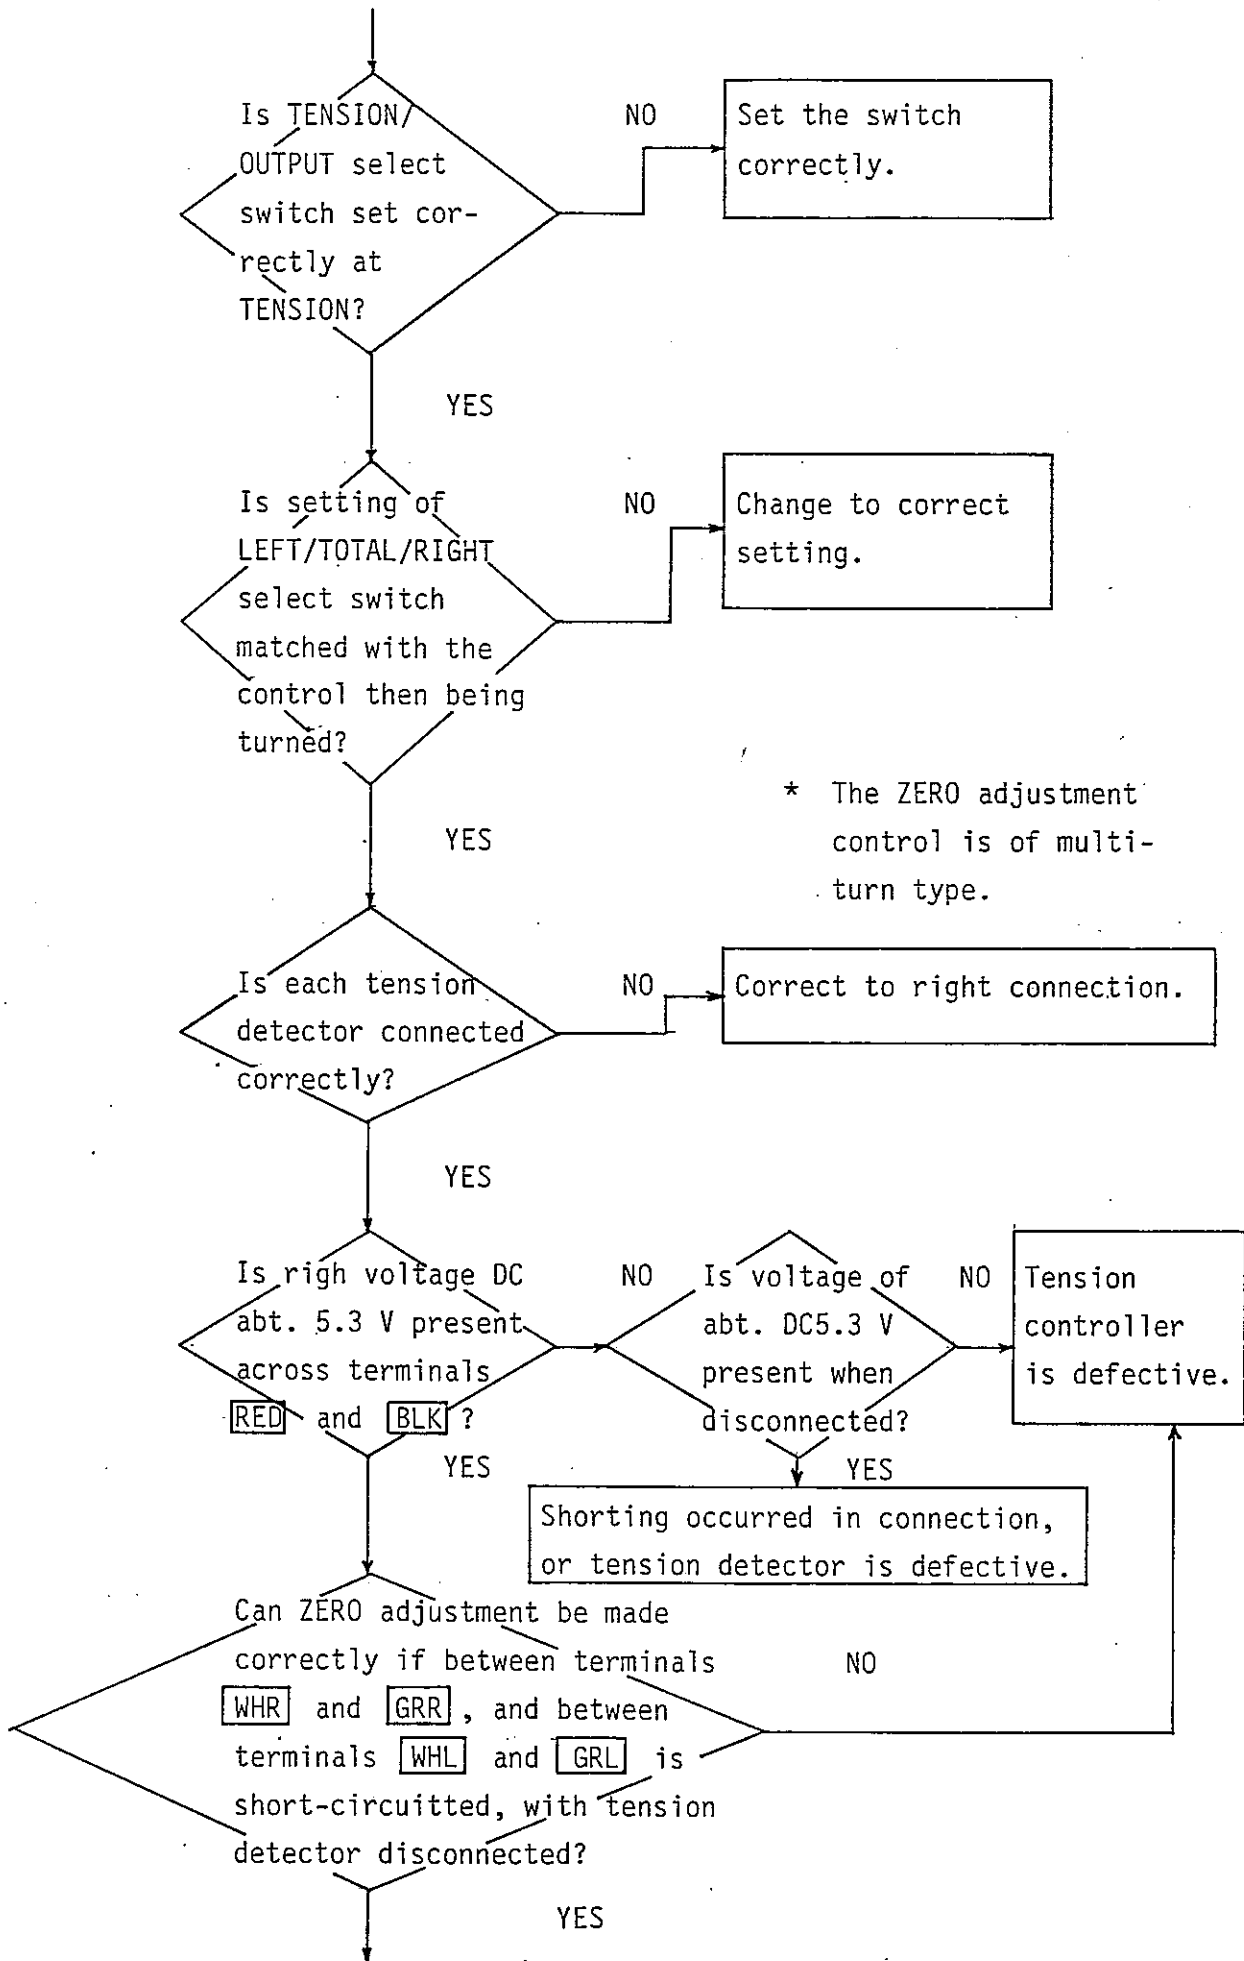 Is TENSION/
OUTPUT select
switch set cor-
rectly at
TENSION?
NO
Set the switch
correctly.
YES
Is setting of
LEFT/TOTAL/RIGHT
select switch
matched with the
control then being
turned?
NO
Change to correct
setting.
YES
* The ZERO adjustment
control is of multi-
turn type.
Is each tension
detector connected
correctly?
NO
Correct to right connection.
YES
Is righ voltage DC
abt. 5.3 V present
across terminals
RED and BLK ?
NO
Is voltage of
abt. DC5.3 V
present when
disconnected?
NO
Tension
controller
is defective.
YES
YES
Shorting occurred in connection,
or tension detector is defective.
Can ZERO adjustment be made
correctly if between terminals
WHR and GRR , and between
terminals WHL and GRL is
short-circuitted, with tension
detector disconnected?
NO
YES